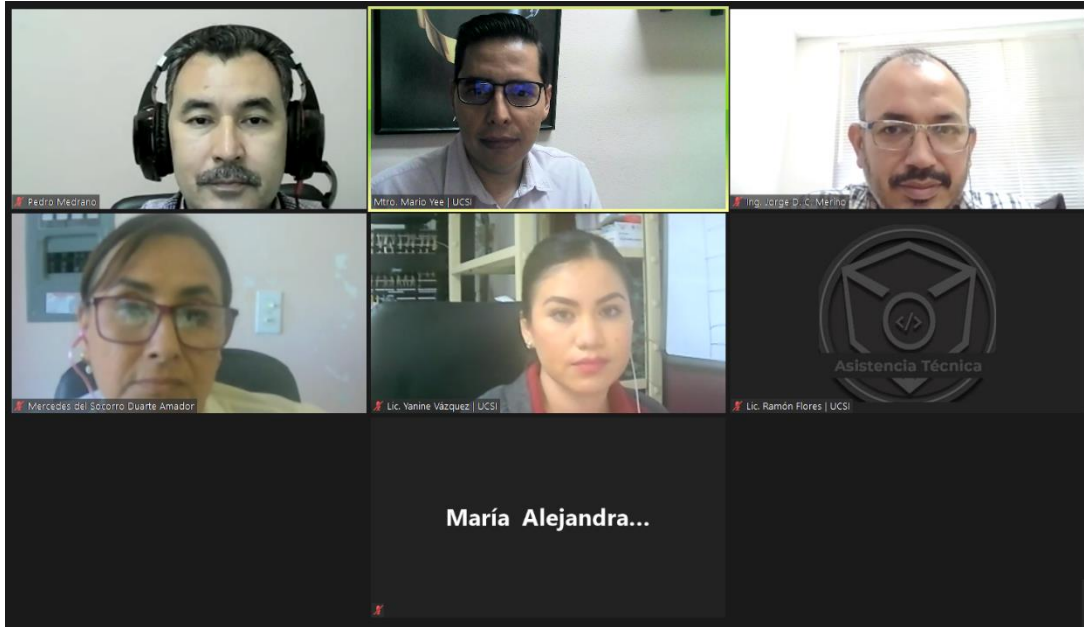 Pedro Medrano
Mtro. Mario Yee | UCSI
Ing. Jorge D. C. Merino
Mercedes del Socorro Duarte Amador
Lic. Yanine Vázquez | UCSI
</>
Asistencia Técnica
Lic. Ramón Flores | UCSI
María Alejandra...